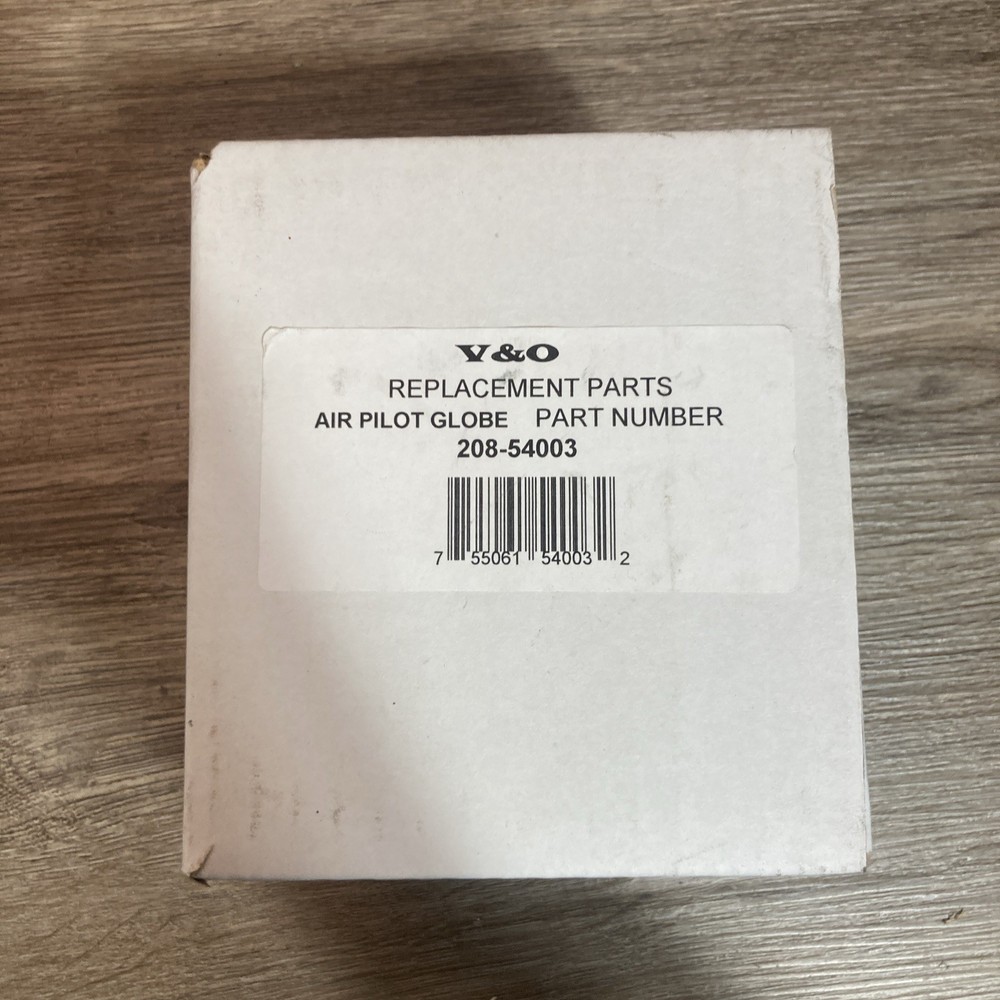 V&O
REPLACEMENT PARTS
AIR PILOT GLOBE PART NUMBER
208-54003
7 55061 54003 2